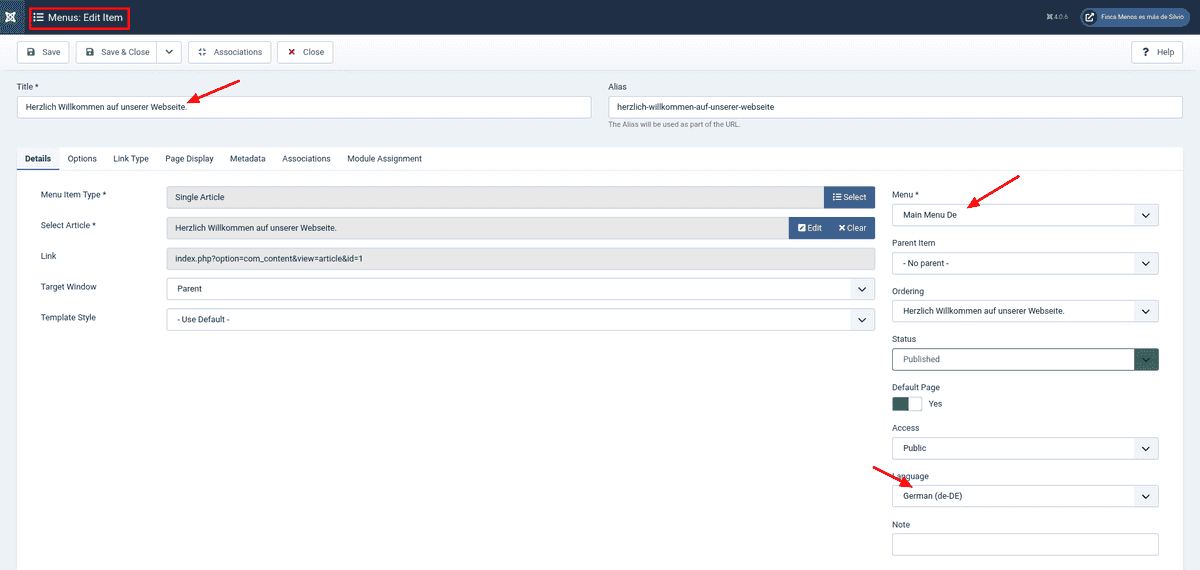 Menus: Edit Item
4.0.6
Finca Menos es más de Silvio
Save
Save & Close
Associations
Close
? Help
Title *
Herzlich Willkommen auf unserer Webseite.
Alias
herzlich-willkommen-auf-unserer-webseite
The Alias will be used as part of the URL.
Details Options Link Type Page Display Metadata Associations Module Assignment
Menu Item Type *
Single Article
Select
Select Article *
Herzlich Willkommen auf unserer Webseite.
Edit
Clear
Link
index.php?option=com_content&view=article&id=1
Target Window
Parent
Template Style
- Use Default -
Menu *
Main Menu De
Parent Item
- No parent -
Ordering
Herzlich Willkommen auf unserer Webseite.
Status
Published
Default Page
Yes
Access
Public
Language
German (de-DE)
Note